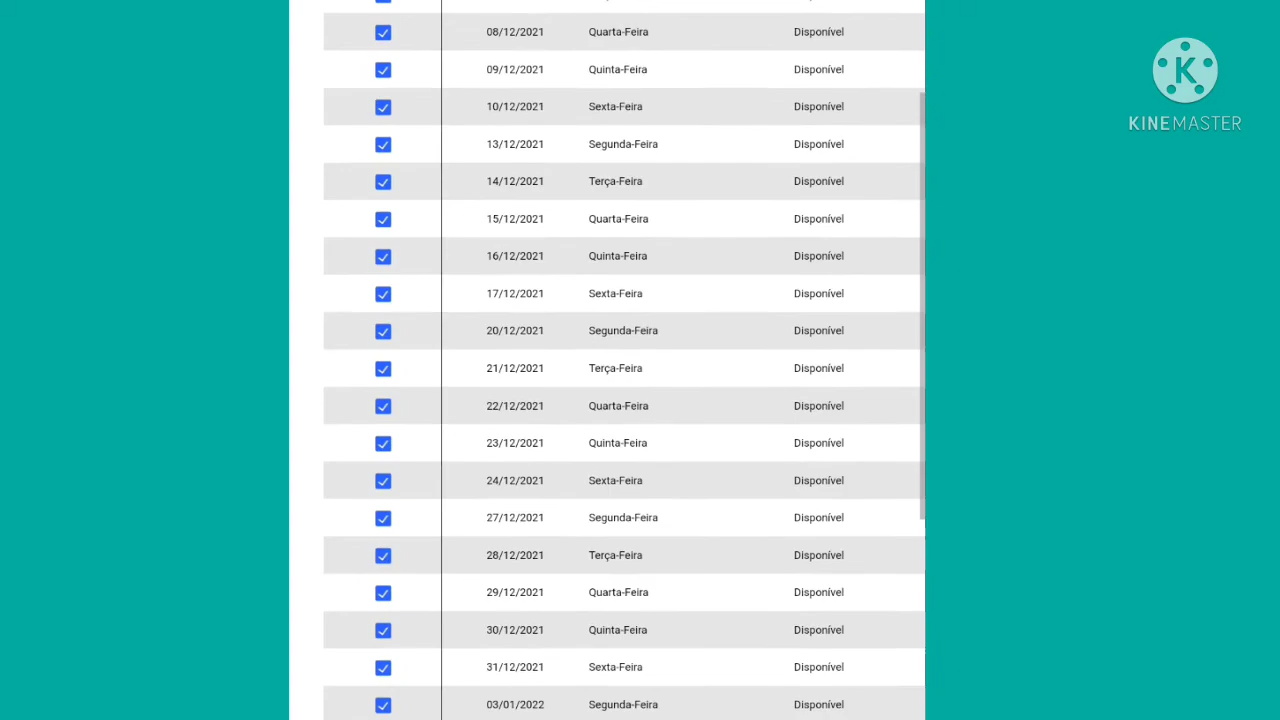 08/12/2021 Quarta-Feira Disponível
09/12/2021 Quinta-Feira Disponível
10/12/2021 Sexta-Feira Disponível
13/12/2021 Segunda-Feira Disponível
14/12/2021 Terça-Feira Disponível
15/12/2021 Quarta-Feira Disponível
16/12/2021 Quinta-Feira Disponível
17/12/2021 Sexta-Feira Disponível
20/12/2021 Segunda-Feira Disponível
21/12/2021 Terça-Feira Disponível
22/12/2021 Quarta-Feira Disponível
23/12/2021 Quinta-Feira Disponível
24/12/2021 Sexta-Feira Disponível
27/12/2021 Segunda-Feira Disponível
28/12/2021 Terça-Feira Disponível
29/12/2021 Quarta-Feira Disponível
30/12/2021 Quinta-Feira Disponível
31/12/2021 Sexta-Feira Disponível
03/01/2022 Segunda-Feira Disponível
K
KINEMASTER